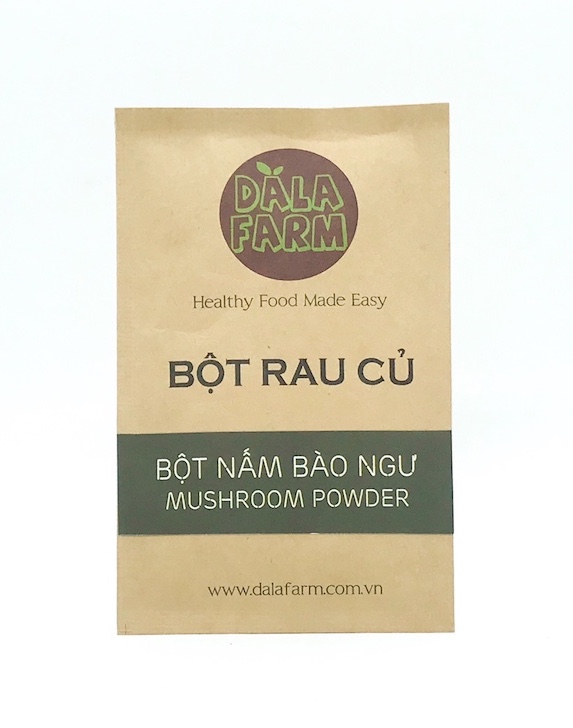 DALA
FARM
Healthy Food Made Easy
BỘT RAU CỦ
BỘT NẤM BÀO NGƯ
MUSHROOM POWDER
www.dalafarm.com.vn